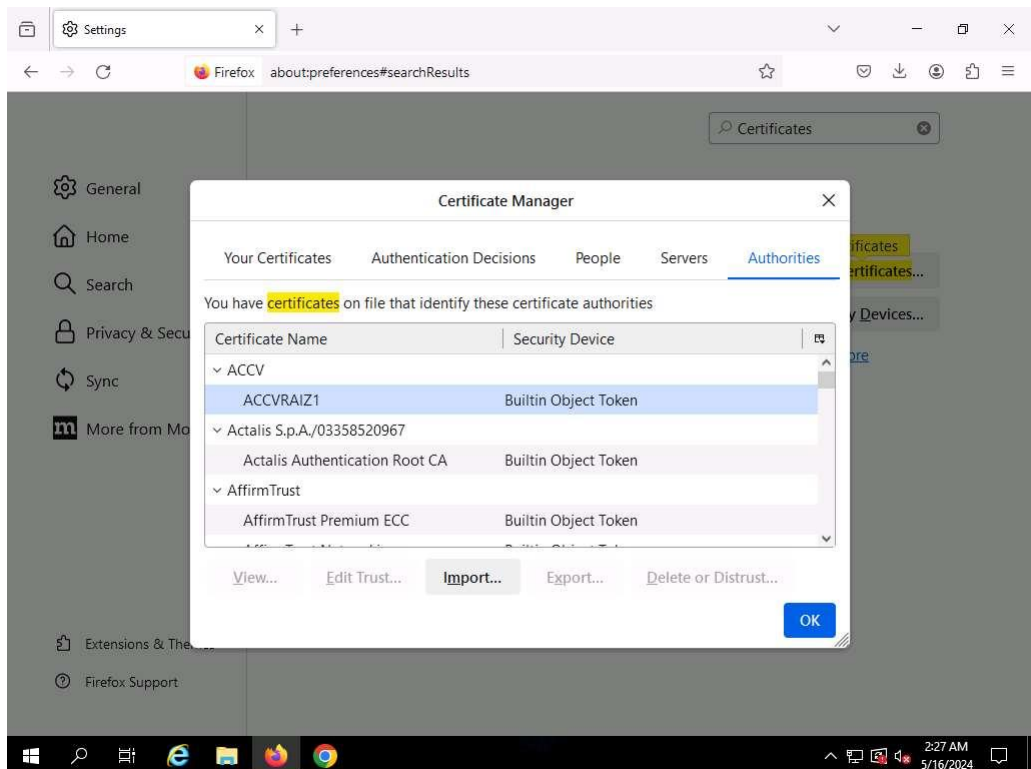 Settings
Firefox about:preferences#searchResults
Certificates
General
Home
Search
Privacy & Secu
Sync
More from Mo
Extensions & The
Firefox Support
Certificate Manager
Your Certificates Authentication Decisions People Servers Authorities
You have certificates on file that identify these certificate authorities
Certificate Name Security Device
ACCV
ACCVRAIZ1 Builtin Object Token
Actalis S.p.A./03358520967
Actalis Authentication Root CA Builtin Object Token
AffirmTrust
AffirmTrust Premium ECC Builtin Object Token
View... Edit Trust... Import... Export... Delete or Distrust...
OK
ificates
ertificates...
y Devices...
ore
2:27 AM
5/16/2024